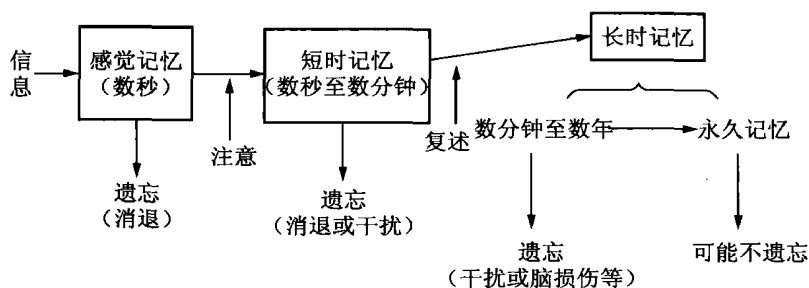 信息
感觉记忆
（数秒）
注意
短时记忆
（数秒至数分钟）
复述
长时记忆
数分钟至数年
永久记忆
遗忘
（消退）
遗忘
（消退或干扰）
遗忘
（干扰或脑损伤等）
可能不遗忘